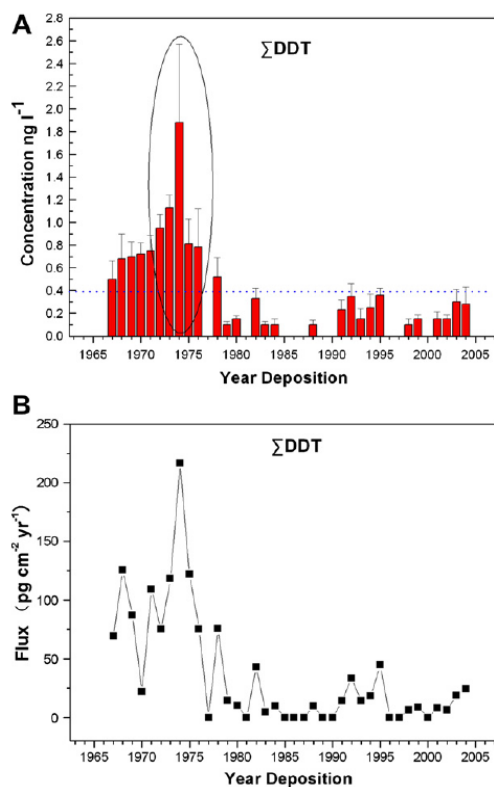 A
∑DDT
Concentration ng l⁻¹
2.8
2.6
2.4
2.2
2.0
1.8
1.6
1.4
1.2
1.0
0.8
0.6
0.4
0.2
0.0
1965 1970 1975 1980 1985 1990 1995 2000 2005
Year Deposition
B
∑DDT
Flux (pg cm⁻² yr⁻¹)
250
200
150
100
50
0
1965 1970 1975 1980 1985 1990 1995 2000 2005
Year Deposition